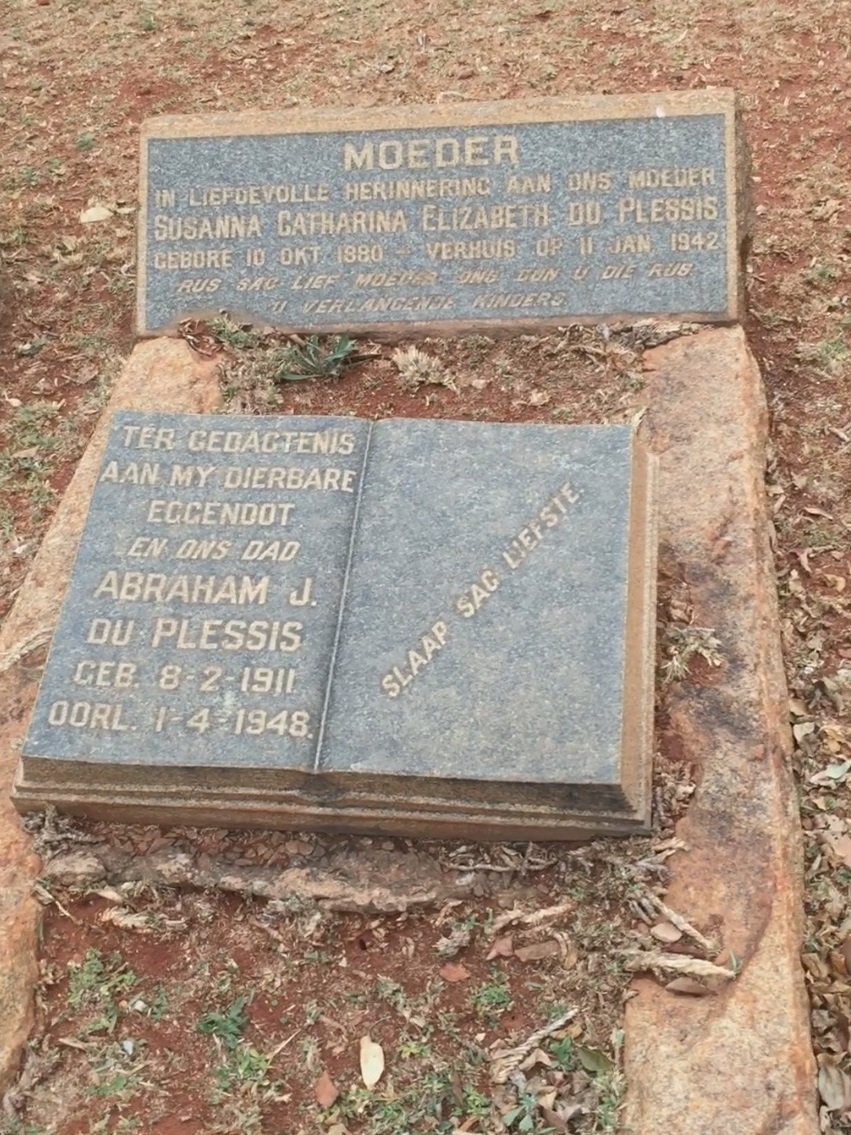 MOEDER
IN LIEFDEVOLLE HERINNERING AAN ONS MOEDER
SUSANNA CATHARINA ELIZABETH DU PLESSIS
GEBORE 10 OKT. 1880 - VERHUIS OP 11 JAN. 1942
RUS SAG LIEF MOEDER ONS GUN U DIE RUS
U VERLANGENDE KINDERS
TER GEDAGTENIS
AAN MY DIERBARE
EGGENOOT
EN ONS DAD
ABRAHAM J.
DU PLESSIS
GEB. 8-2-1911
OORL. 1-4-1948.
SLAAP SAG LIEFSTE.